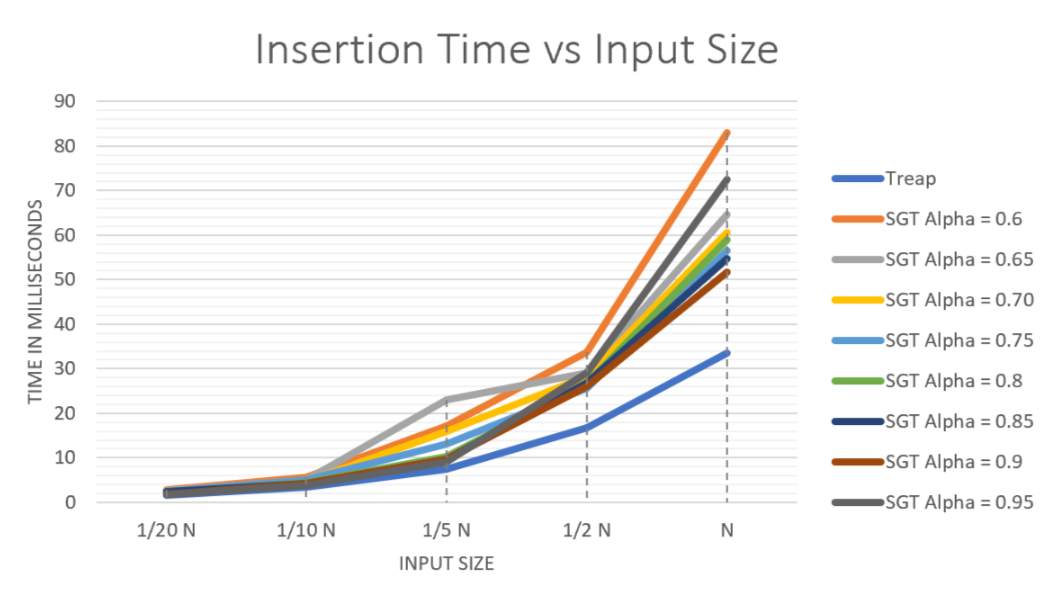 Insertion Time vs Input Size
90
80
70
60
50
40
30
20
10
0
TIME IN MILLISECONDS
1/20 N
1/10 N
1/5 N
1/2 N
N
INPUT SIZE
Treap
SGT Alpha = 0.6
SGT Alpha = 0.65
SGT Alpha = 0.70
SGT Alpha = 0.75
SGT Alpha = 0.8
SGT Alpha = 0.85
SGT Alpha = 0.9
SGT Alpha = 0.95